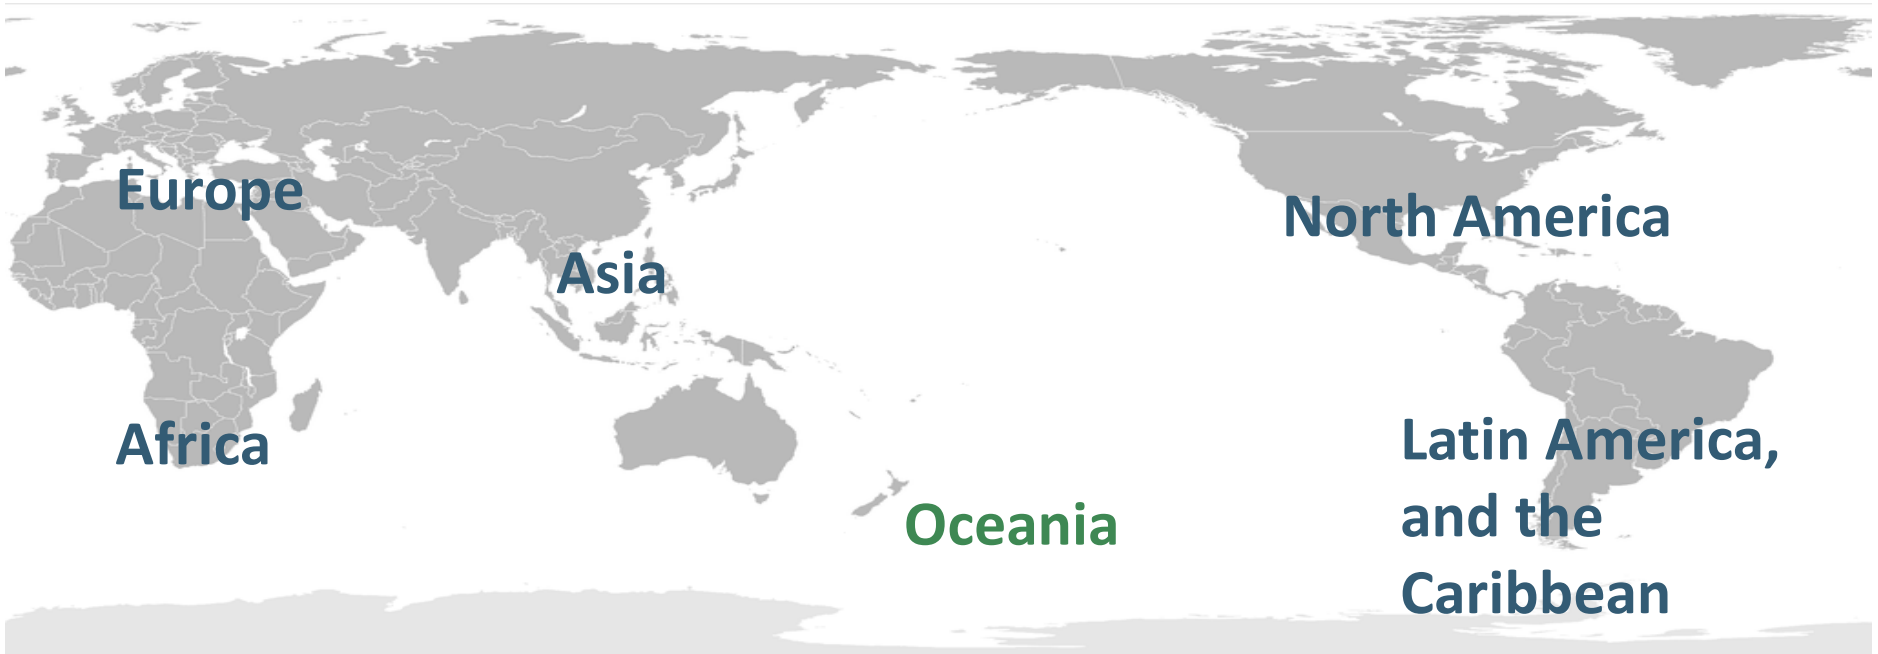 Europe
North America
Asia
Africa
Latin America,
and the
Caribbean
Oceania